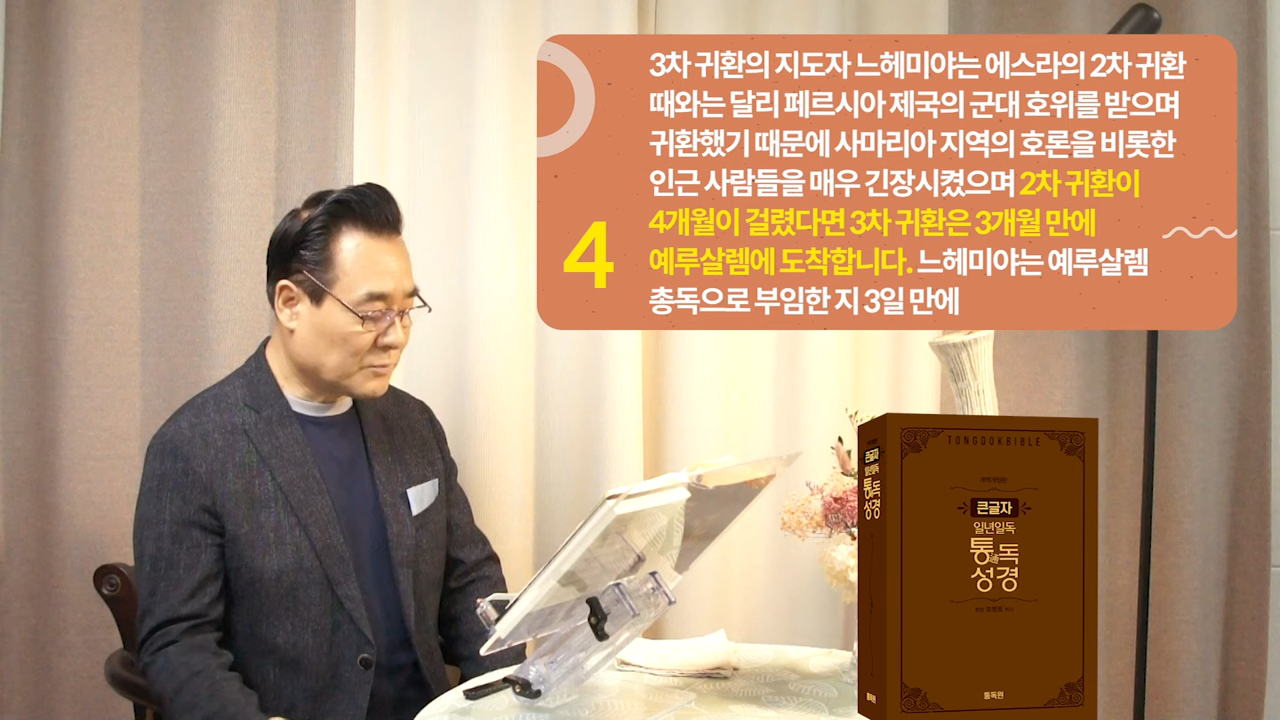 3차 귀환의 지도자 느헤미야는 에스라의 2차 귀환
때와는 달리 페르시아 제국의 군대 호위를 받으며
귀환했기 때문에 사마리아 지역의 호론을 비롯한
인근 사람들을 매우 긴장시켰으며 2차 귀환이
4개월이 걸렸다면 3차 귀환은 3개월 만에
예루살렘에 도착합니다. 느헤미야는 예루살렘
총독으로 부임한 지 3일 만에
4
TONGDOKBIBLE
개역개정판
큰글자
일년일독
통독
성경
통독원
큰글자
일년일독
통독
성경
통독원